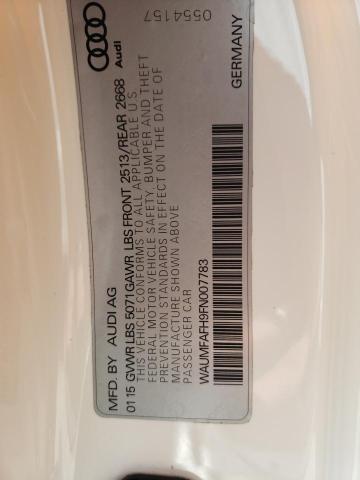 MFD. BY AUDI AG
Audi
01 15 GVWR LBS 5071 GAWR LBS FRONT 2513/REAR 2668
THIS VEHICLE CONFORMS TO ALL APPLICABLE U.S.
FEDERAL MOTOR VEHICLE SAFETY, BUMPER AND THEFT
PREVENTION STANDARDS IN EFFECT ON THE DATE OF
MANUFACTURE SHOWN ABOVE
PASSENGER CAR
0554157
WAUMFAFH9FN007783
GERMANY